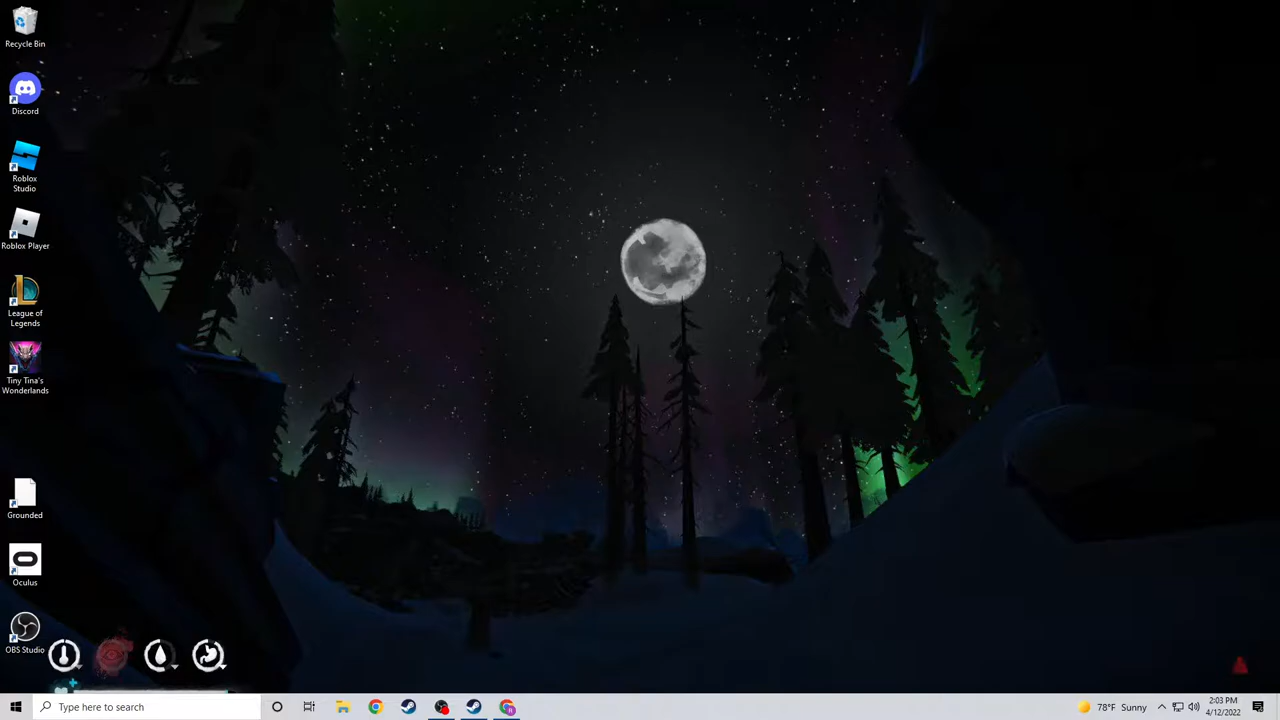 Recycle Bin
Discord
Roblox
Studio
Roblox Player
League of
Legends
Tiny Tina's
Wonderlands
Grounded
Oculus
OBS Studio
Type here to search
78°F Sunny
2:03 PM
4/12/2022